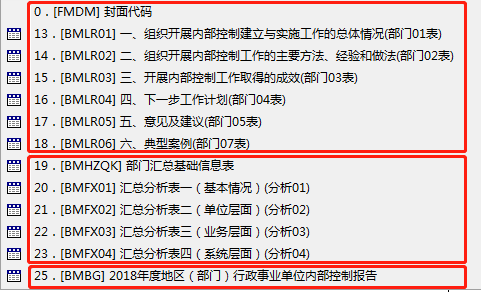 0．[FMDM] 封面代码
13．[BMLR01] 一、组织开展内部控制建立与实施工作的总体情况(部门01表)
14．[BMLR02] 二、组织开展内部控制工作的主要方法、经验和做法(部门02表)
15．[BMLR03] 三、开展内部控制工作取得的成效(部门03表)
16．[BMLR04] 四、下一步工作计划(部门04表)
17．[BMLR05] 五、意见及建议(部门05表)
18．[BMLR06] 六、典型案例(部门07表)
19．[BMHZQK] 部门汇总基础信息表
20．[BMFX01] 汇总分析表一（基本情况）(分析01)
21．[BMFX02] 汇总分析表二（单位层面）(分析02)
22．[BMFX03] 汇总分析表三（业务层面）(分析03)
23．[BMFX04] 汇总分析表四（系统层面）(分析04)
25．[BMBG] 2018年度地区（部门）行政事业单位内部控制报告